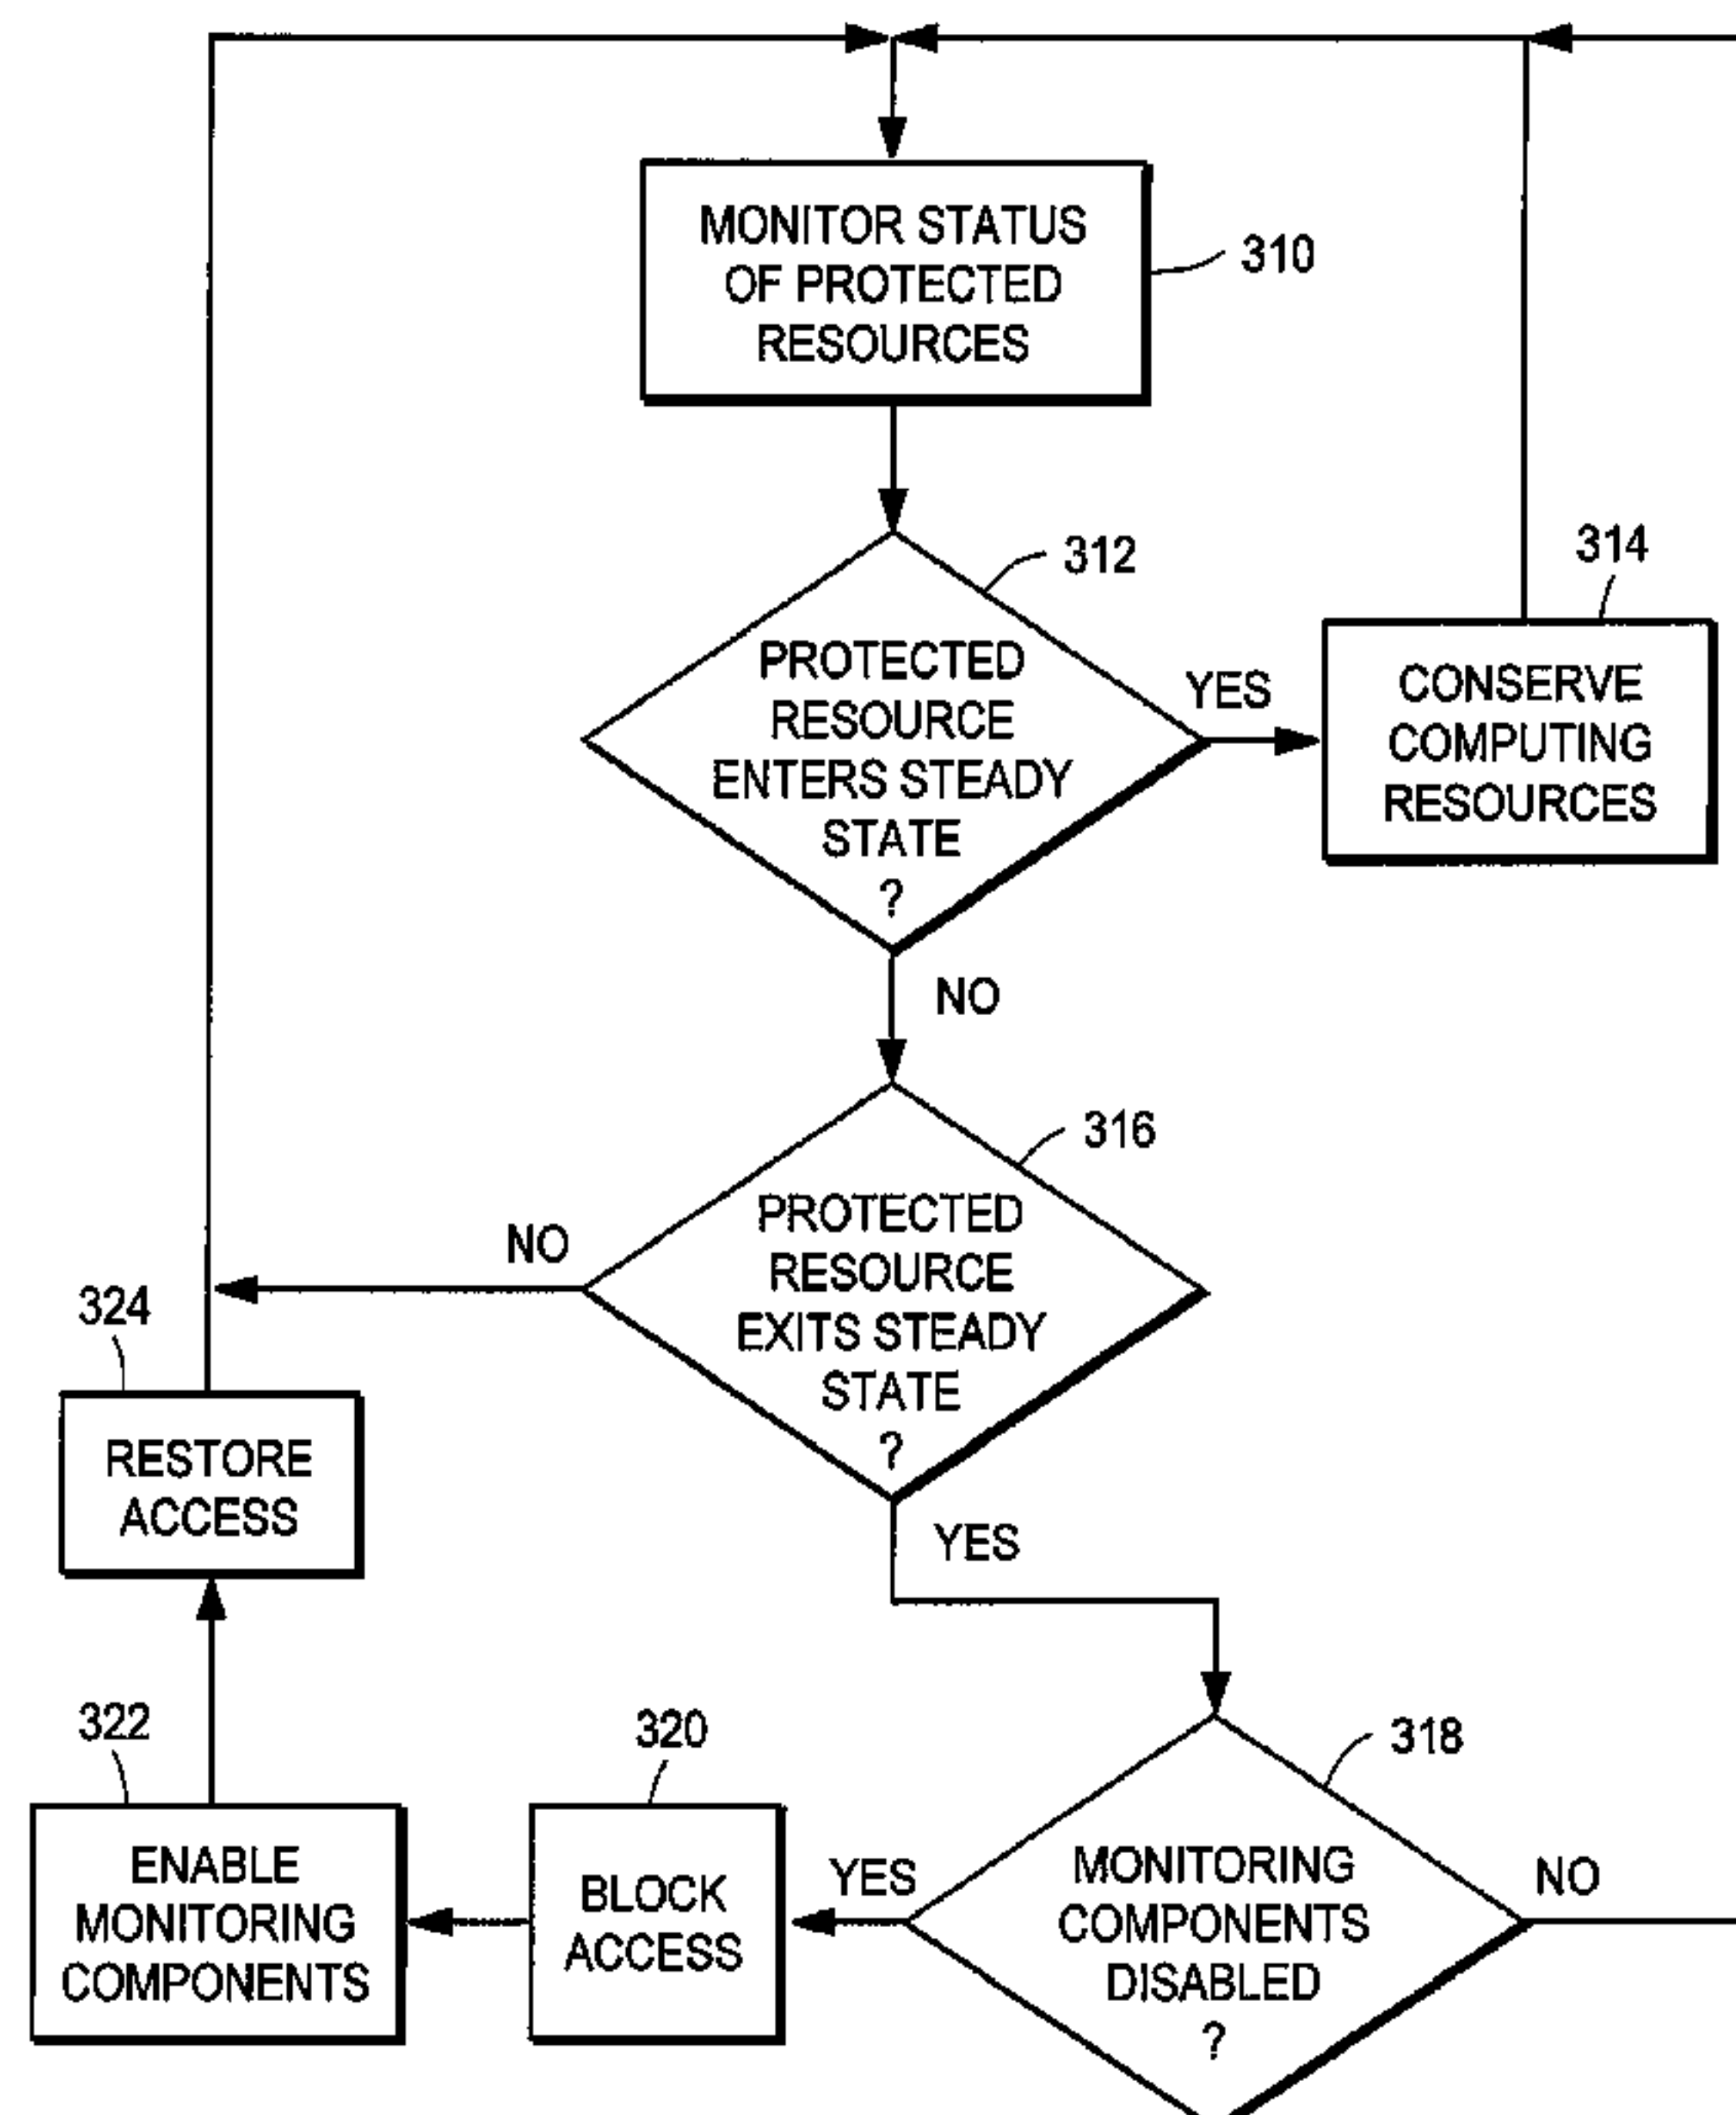 MONITOR STATUS
OF PROTECTED
RESOURCES
310
312
PROTECTED
RESOURCE
ENTERS STEADY
STATE
?
YES
314
CONSERVE
COMPUTING
RESOURCES
NO
316
PROTECTED
RESOURCE
EXITS STEADY
STATE
?
NO
324
RESTORE
ACCESS
YES
322
ENABLE
MONITORING
COMPONENTS
320
BLOCK
ACCESS
YES
318
MONITORING
COMPONENTS
DISABLED
?
NO